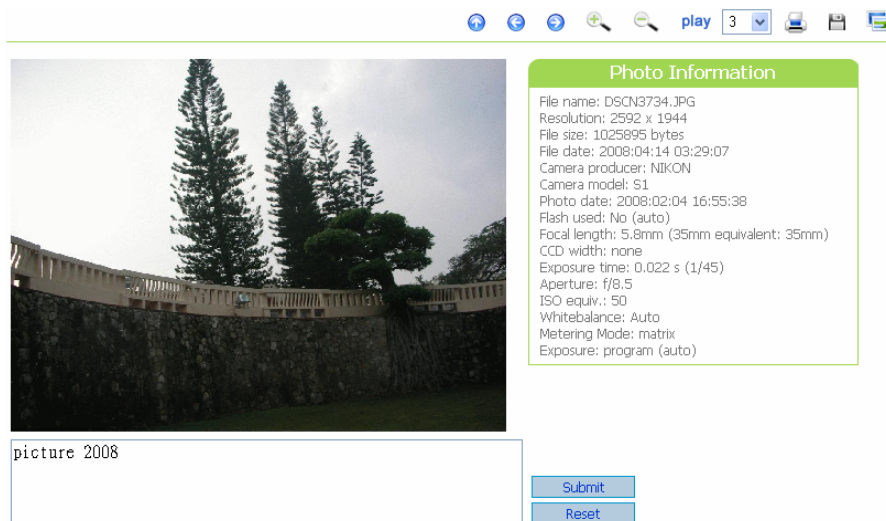 play 3
Photo Information
File name: DSCN3734.JPG
Resolution: 2592 x 1944
File size: 1025895 bytes
File date: 2008:04:14 03:29:07
Camera producer: NIKON
Camera model: S1
Photo date: 2008:02:04 16:55:38
Flash used: No (auto)
Focal length: 5.8mm (35mm equivalent: 35mm)
CCD width: none
Exposure time: 0.022 s (1/45)
Aperture: f/8.5
ISO equiv.: 50
Whitebalance: Auto
Metering Mode: matrix
Exposure: program (auto)
picture 2008
Submit
Reset